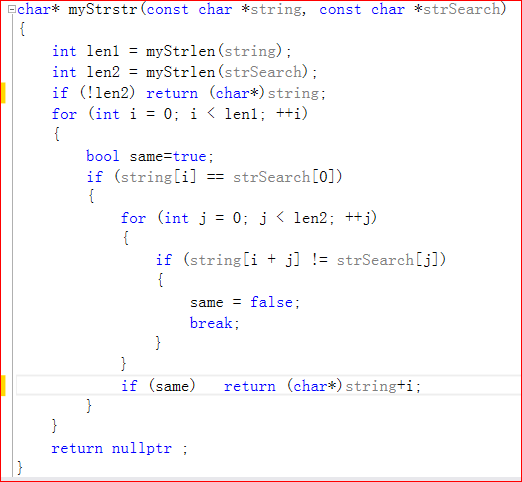 char* myStrstr(const char *string, const char *strSearch)
{
    int len1 = myStrlen(string);
    int len2 = myStrlen(strSearch);
    if (!len2) return (char*)string;
    for (int i = 0; i < len1; ++i)
    {
        bool same=true;
        if (string[i] == strSearch[0])
        {
            for (int j = 0; j < len2; ++j)
            {
                if (string[i + j] != strSearch[j])
                {
                    same = false;
                    break;
                }
            }
            if (same)   return (char*)string+i;
        }
    }
    return nullptr ;
}